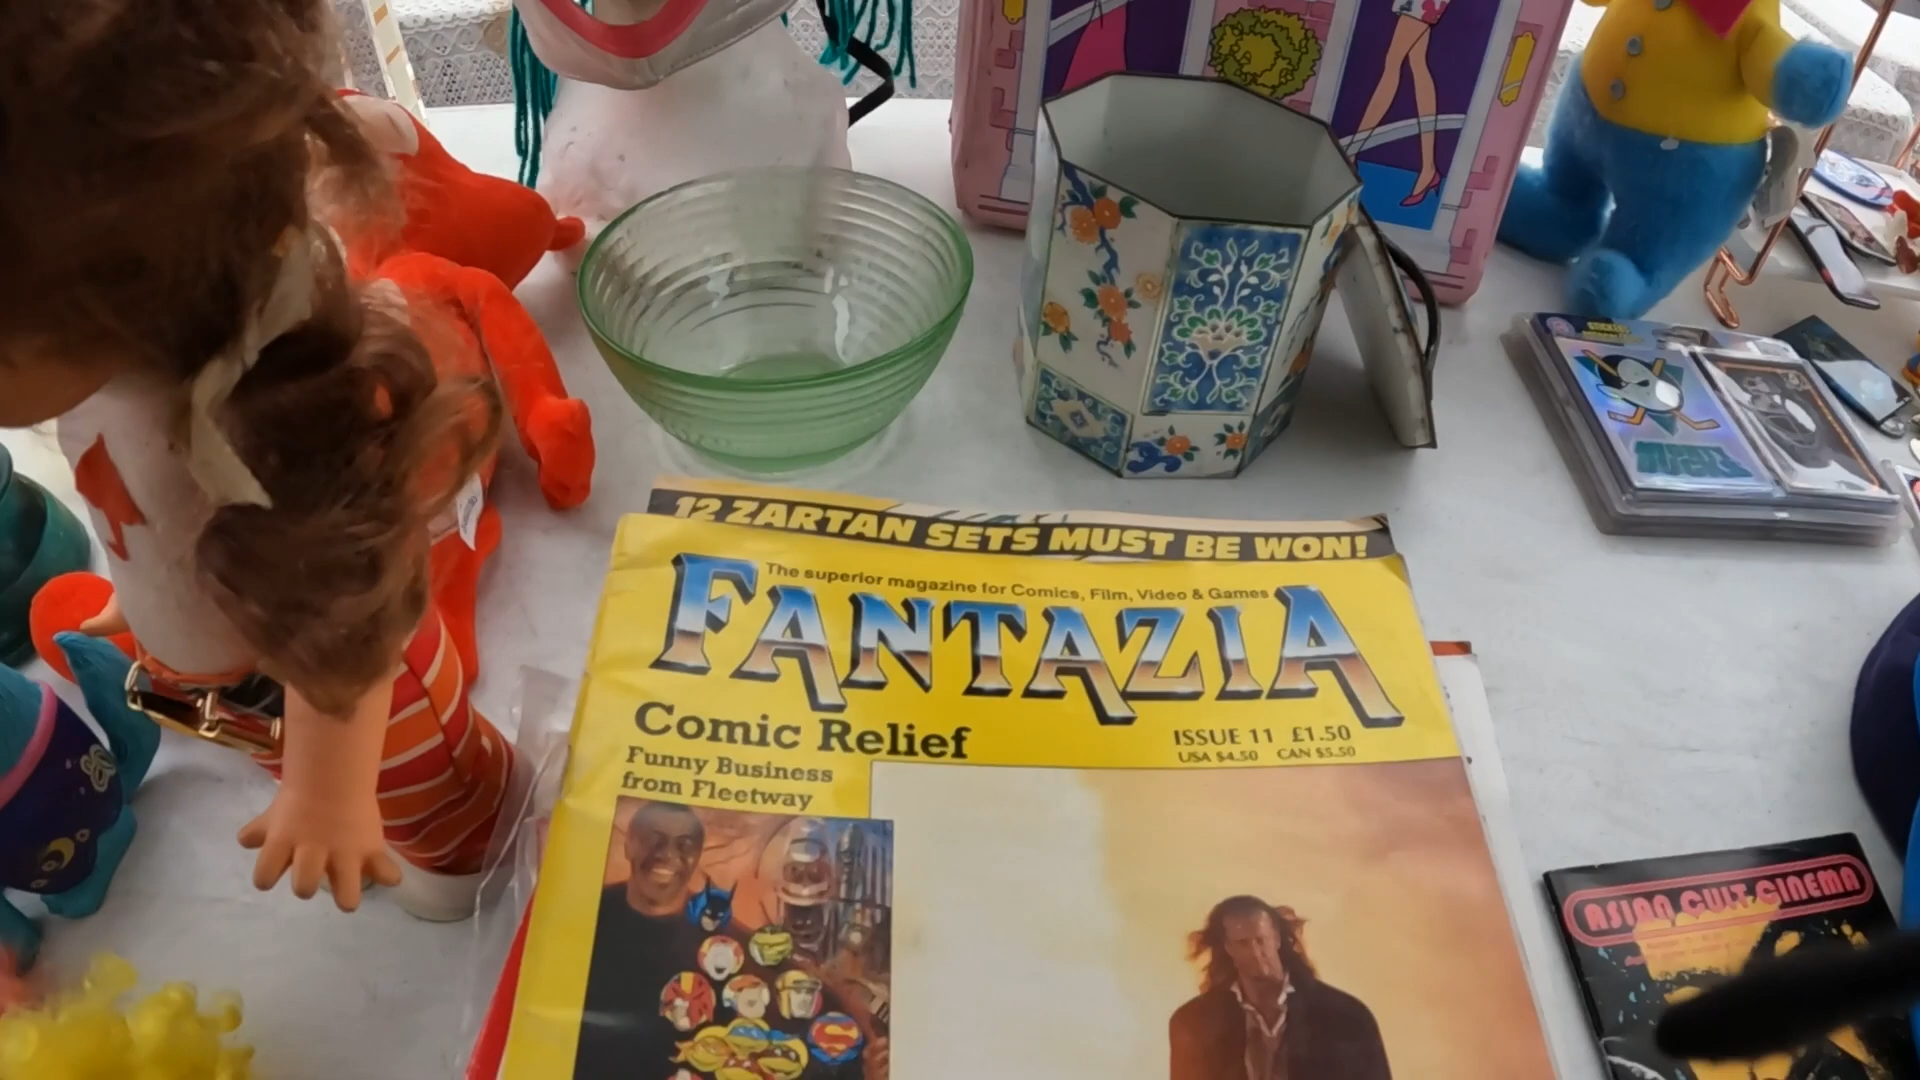 12 ZARTAN SETS MUST BE WON!
The superior magazine for Comics, Film, Video & Games
FANTAZIA
Comic Relief
ISSUE 11 £1.50
USA $4.50 CAN $5.50
Funny Business
from Fleetway
ASIAN CULT CINEMA